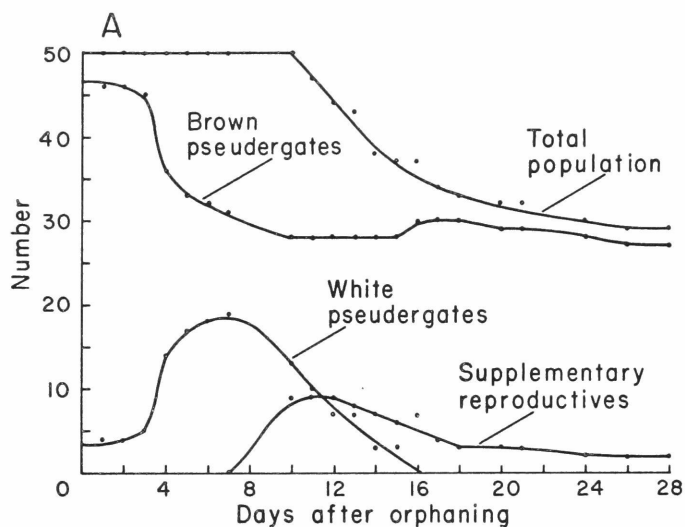 A
50
40
30
20
10
0
Number
Brown
pseudergates
Total
population
White
pseudergates
Supplementary
reproductives
4
8
12
16
20
24
28
Days after orphaning